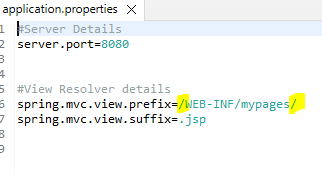 application.properties
1 #Server Details
2 server.port=8080
3
4
5 #View Resolver details
6 spring.mvc.view.prefix=/WEB-INF/mypages/
7 spring.mvc.view.suffix=.jsp
8
9